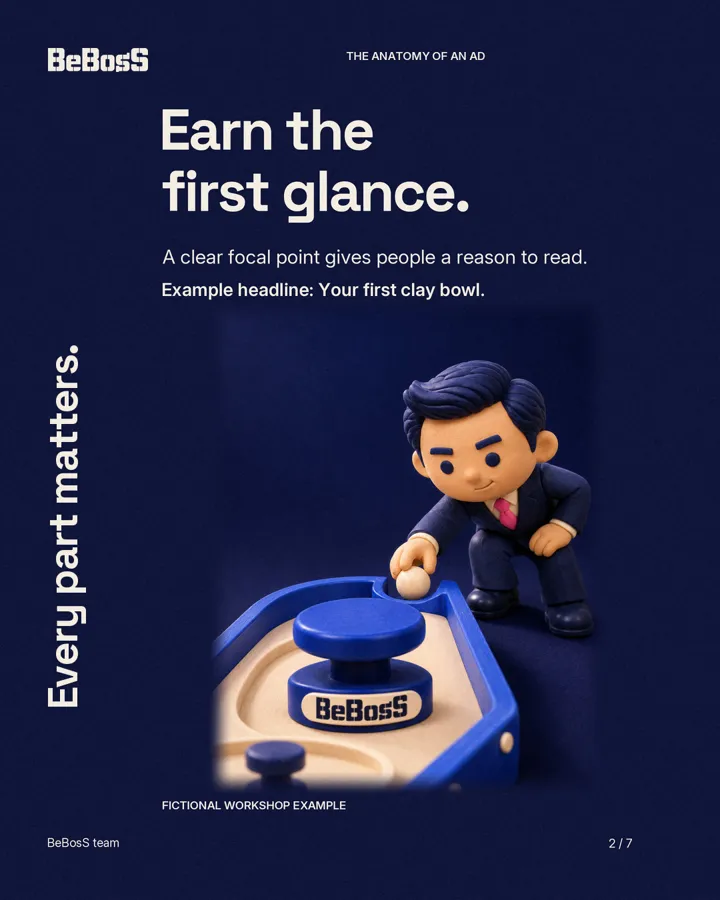 BeBosS
THE ANATOMY OF AN AD
Earn the
first glance.
A clear focal point gives people a reason to read.
Example headline: Your first clay bowl.
Every part matters.
BeBosS
FICTIONAL WORKSHOP EXAMPLE
BeBosS team
2 / 7